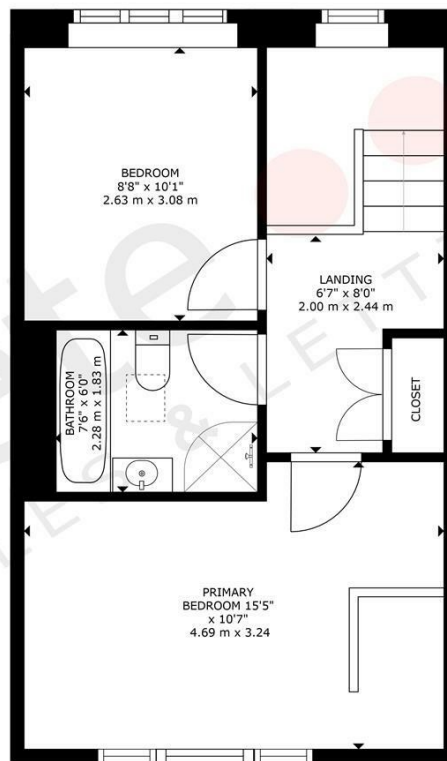 BEDROOM
8'8" x 10'1"
2.63 m x 3.08 m
LANDING
6'7" x 8'0"
2.00 m x 2.44 m
BATHROOM
7'6" x 6'0"
2.28 m x 1.83 m
CLOSET
PRIMARY
BEDROOM 15'5"
x 10'7"
4.69 m x 3.24